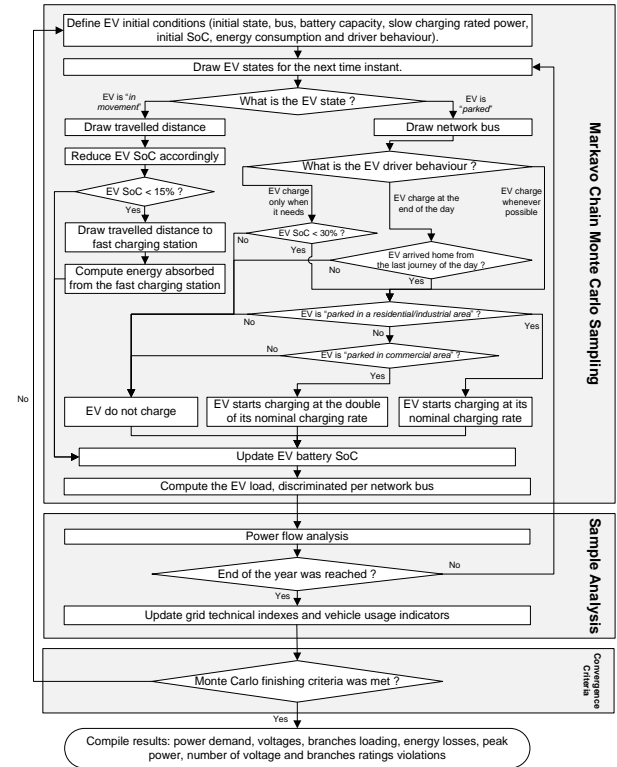 Define EV initial conditions (initial state, bus, battery capacity, slow charging rated power,
initial SoC, energy consumption and driver behaviour).
Draw EV states for the next time instant.
What is the EV state ?
EV is "in
movement"
EV is
"parked"
Draw travelled distance
Draw network bus
Reduce EV SoC accordingly
What is the EV driver behaviour ?
EV SoC < 15% ?
Yes
EV charge
only when
it needs
EV charge at the
end of the day
EV charge
whenever
possible
Draw travelled distance to
fast charging station
No
EV SoC < 30% ?
Yes
Compute energy absorbed
from the fast charging station
No
EV arrived home from
the last journey of the day ?
Yes
EV is "parked in a residential/industrial area" ?
No
No
Yes
EV is "parked in commercial area" ?
No
Yes
EV do not charge
EV starts charging at the double
of its nominal charging rate
EV starts charging at its
nominal charging rate
Update EV battery SoC
Compute the EV load, discriminated per network bus
Markavo Chain Monte Carlo Sampling
Power flow analysis
End of the year was reached ?
No
Yes
Update grid technical indexes and vehicle usage indicators
Sample Analysis
Monte Carlo finishing criteria was met ?
No
Yes
Convergence
Criteria
Compile results: power demand, voltages, branches loading, energy losses, peak
power, number of voltage and branches ratings violations